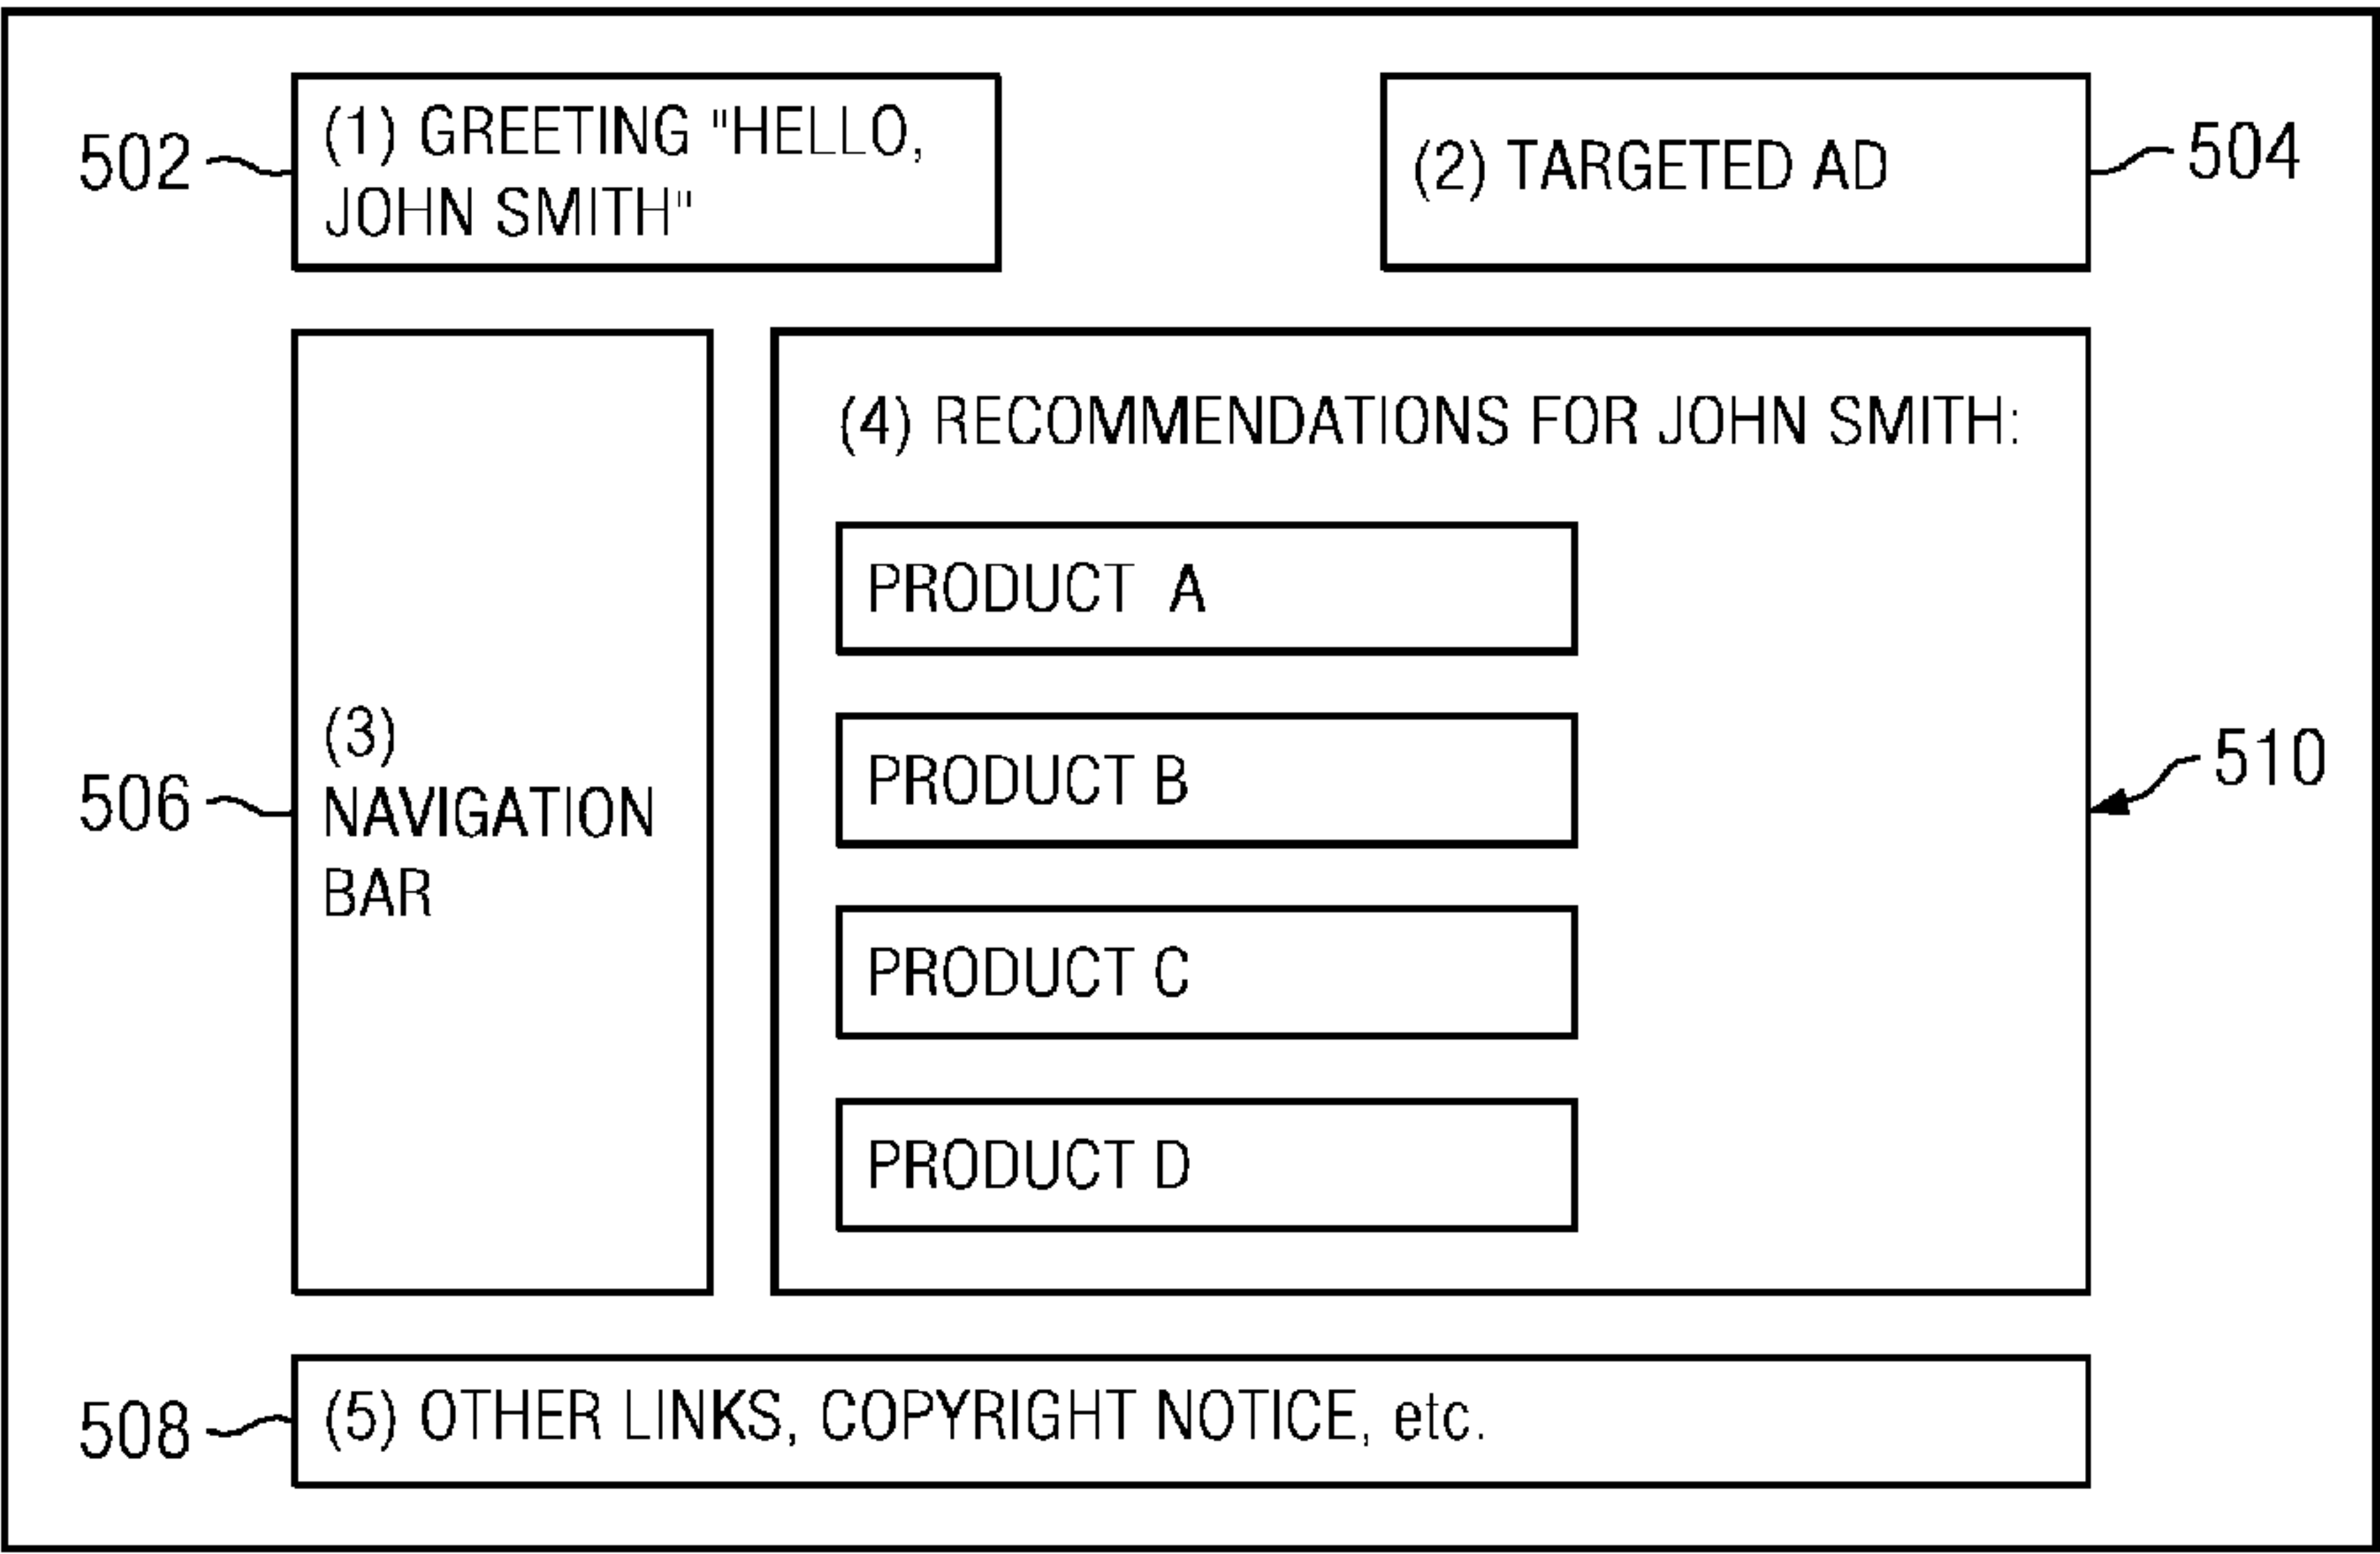 502
(1) GREETING "HELLO,
JOHN SMITH"
(2) TARGETED AD
504
506
(3)
NAVIGATION
BAR
(4) RECOMMENDATIONS FOR JOHN SMITH:
PRODUCT A
PRODUCT B
PRODUCT C
PRODUCT D
510
508
(5) OTHER LINKS, COPYRIGHT NOTICE, etc.